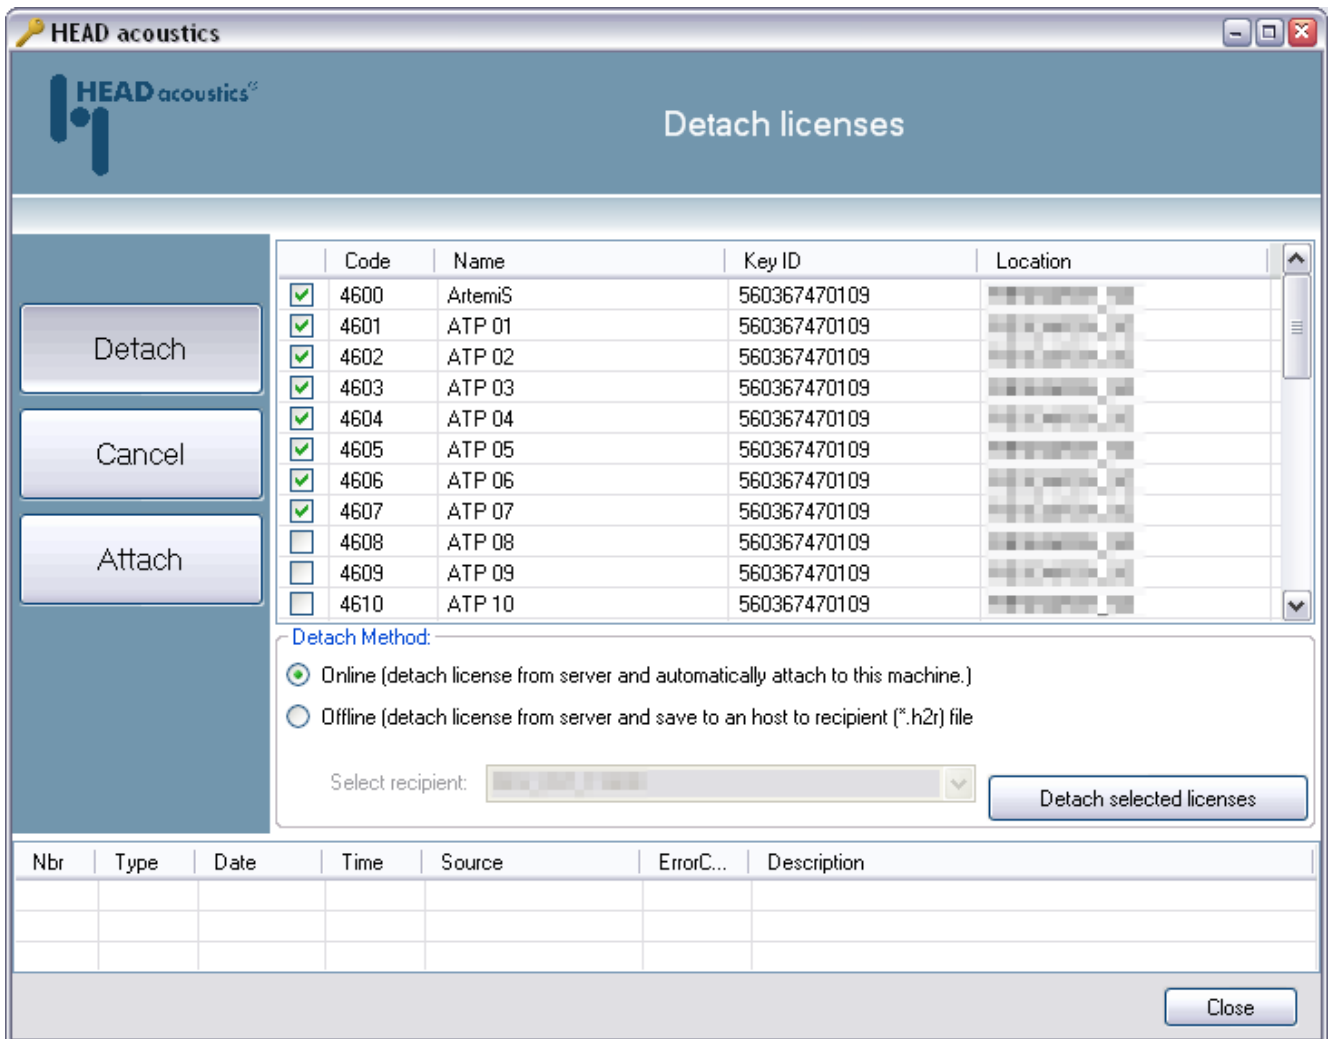 HEAD acoustics
HEAD acoustics®
Detach licenses
Detach
Cancel
Attach
Code Name Key ID Location
4600 ArtemiS 560367470109
4601 ATP 01 560367470109
4602 ATP 02 560367470109
4603 ATP 03 560367470109
4604 ATP 04 560367470109
4605 ATP 05 560367470109
4606 ATP 06 560367470109
4607 ATP 07 560367470109
4608 ATP 08 560367470109
4609 ATP 09 560367470109
4610 ATP 10 560367470109
Detach Method:
Online (detach license from server and automatically attach to this machine.)
Offline (detach license from server and save to an host to recipient (*.h2r) file
Select recipient:
Detach selected licenses
Nbr Type Date Time Source ErrorC... Description
Close